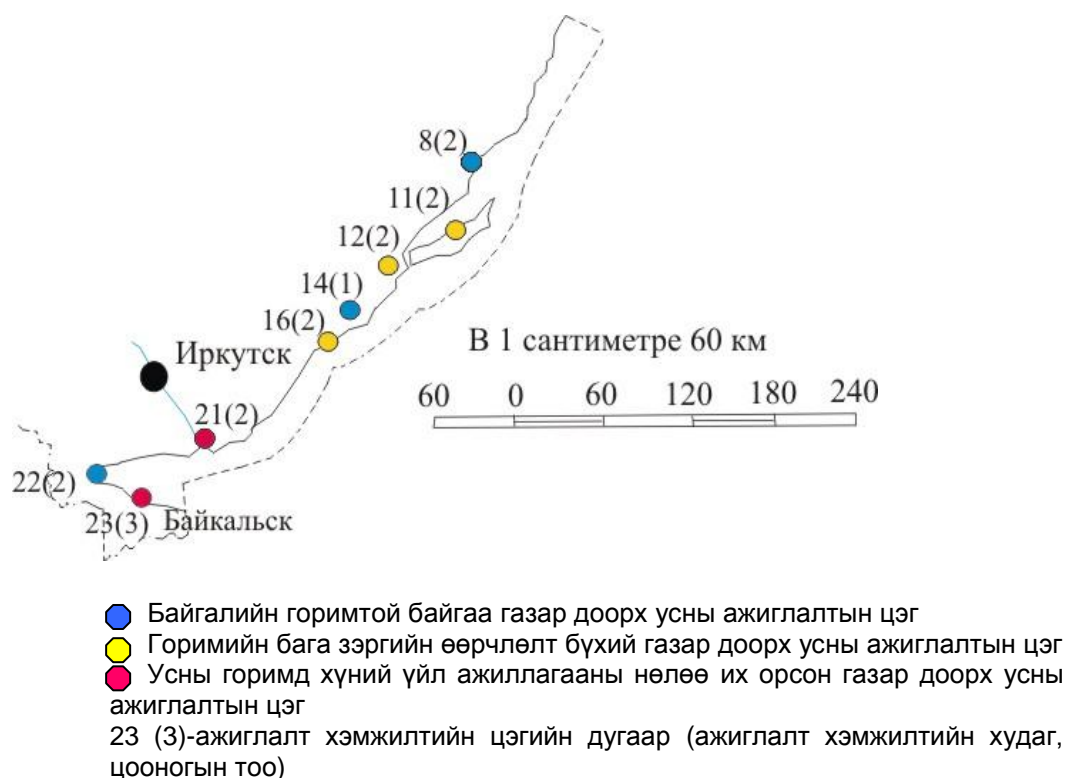 8(2)
11(2)
12(2)
14(1)
16(2)
В 1 сантиметре 60 км
Иркутск
60 0 60 120 180 240
21(2)
22(2)
23(3) Байкальск
Байгалийн горимтой байгаа газар доорх усны ажиглалтын цэг
Горимийн бага зэргийн өөрчлөлт бүхий газар доорх усны ажиглалтын цэг
Усны горимд хүний үйл ажиллагааны нөлөө их орсон газар доорх усны
ажиглалтын цэг
23 (3)-ажиглалт хэмжилтийн цэгийн дугаар (ажиглалт хэмжилтийн худаг,
цооногын тоо)